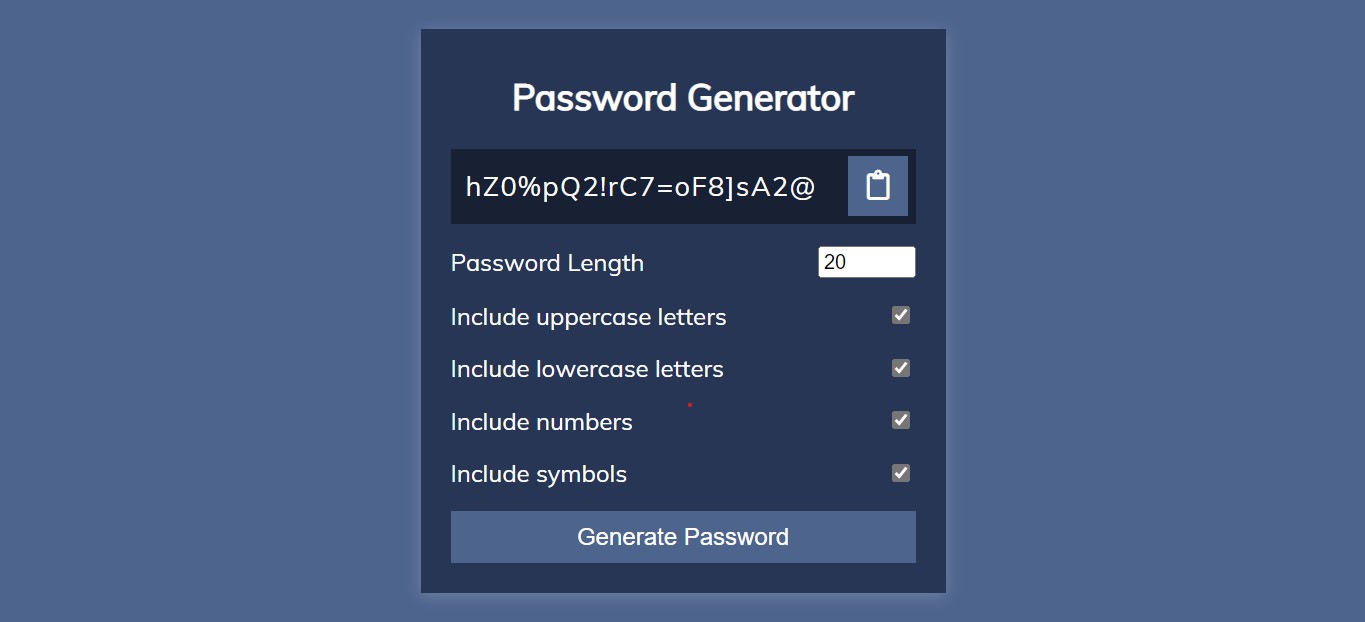 Password Generator
hZ0%pQ2!rC7=oF8]sA2@
Password Length
20
Include uppercase letters
Include lowercase letters
Include numbers
Include symbols
Generate Password